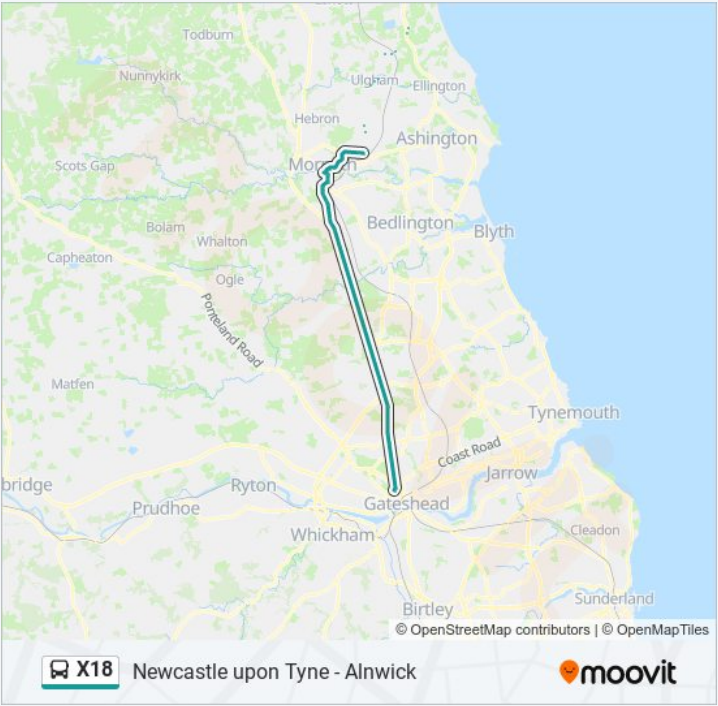 Todburn
Nunnykirk
Ulgham
Ellington
Hebron
Ashington
Scots Gap
Bedlington
Bolam
Blyth
Whalton
Capheaton
Ogle
Ponteland Road
Matfen
Tynemouth
Coast Road
Jarrow
bridge
Ryton
Gateshead
Prudhoe
Whickham
Cleadon
Sunderland
Birtley
© OpenStreetMap contributors | © OpenMapTiles
X18 Newcastle upon Tyne - Alnwick
moovit